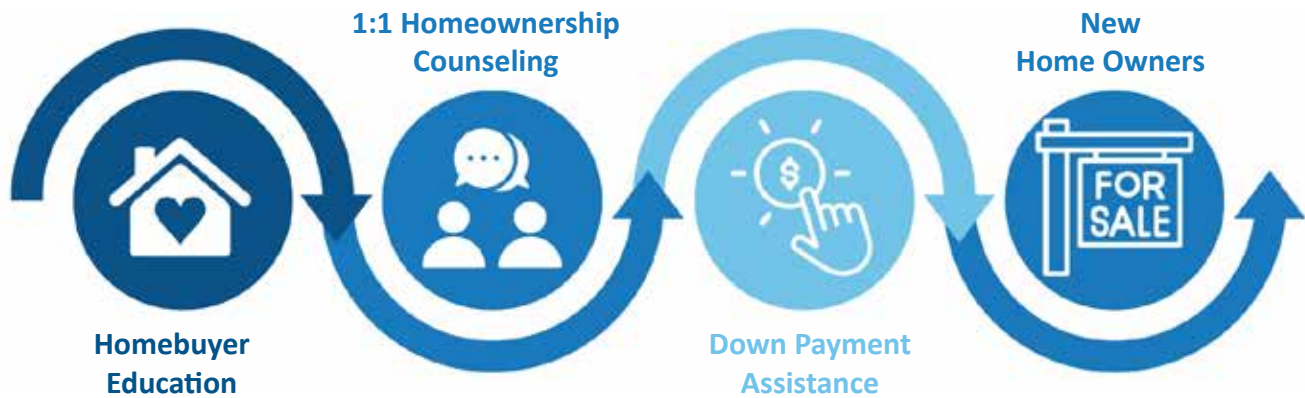 Homebuyer
Education
1:1 Homeownership
Counseling
$
Down Payment
Assistance
New
Home Owners
FOR
SALE